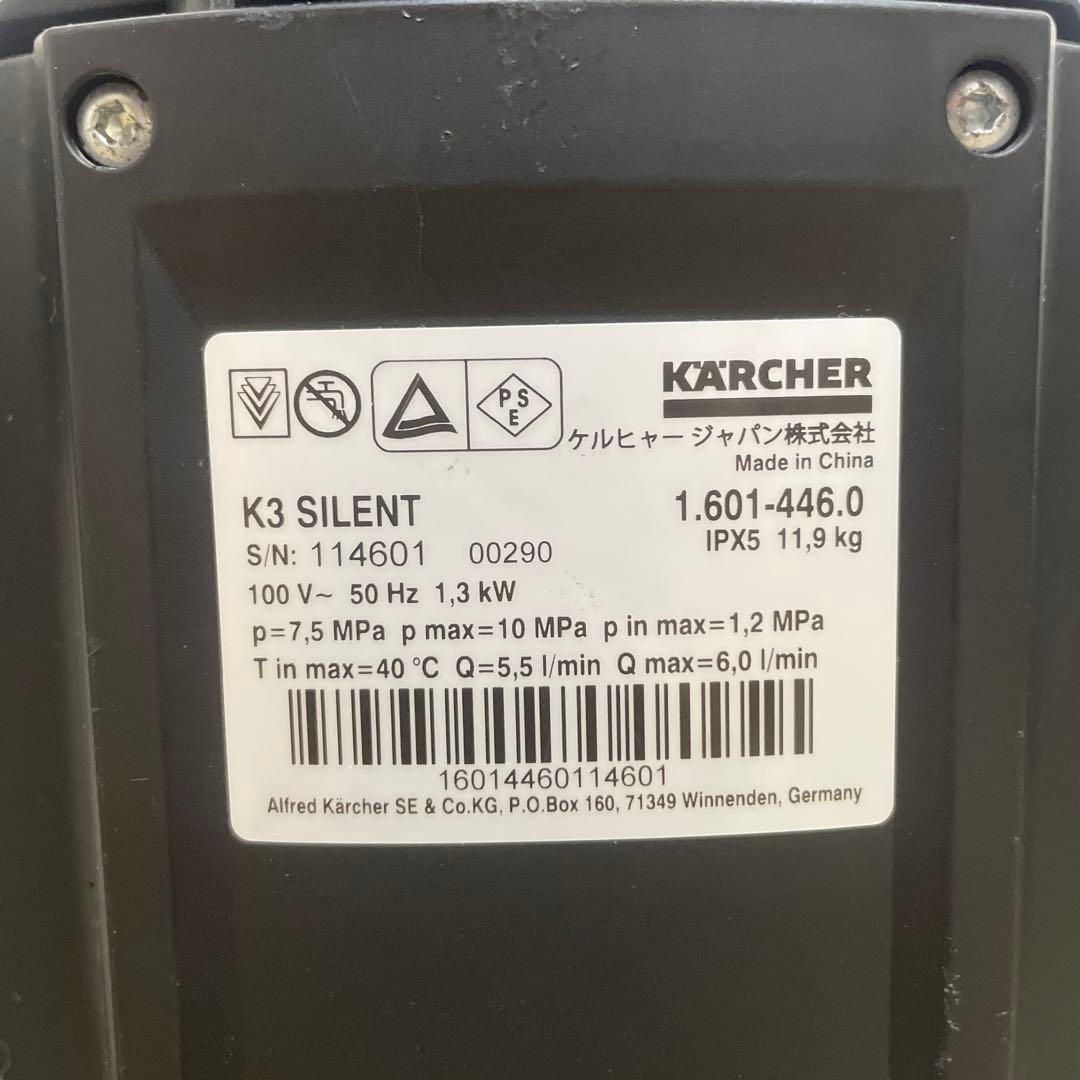 P S
E
KÄRCHER
ケルヒャー ジャパン株式会社
Made in China
K3 SILENT
1.601-446.0
S/N: 114601 00290
IPX5 11,9 kg
100 V~ 50 Hz 1,3 kW
p=7,5 MPa p max=10 MPa p in max=1,2 MPa
T in max=40 °C Q=5,5 l/min Q max=6,0 l/min
16014460114601
Alfred Kärcher SE & Co.KG, P.O.Box 160, 71349 Winnenden, Germany